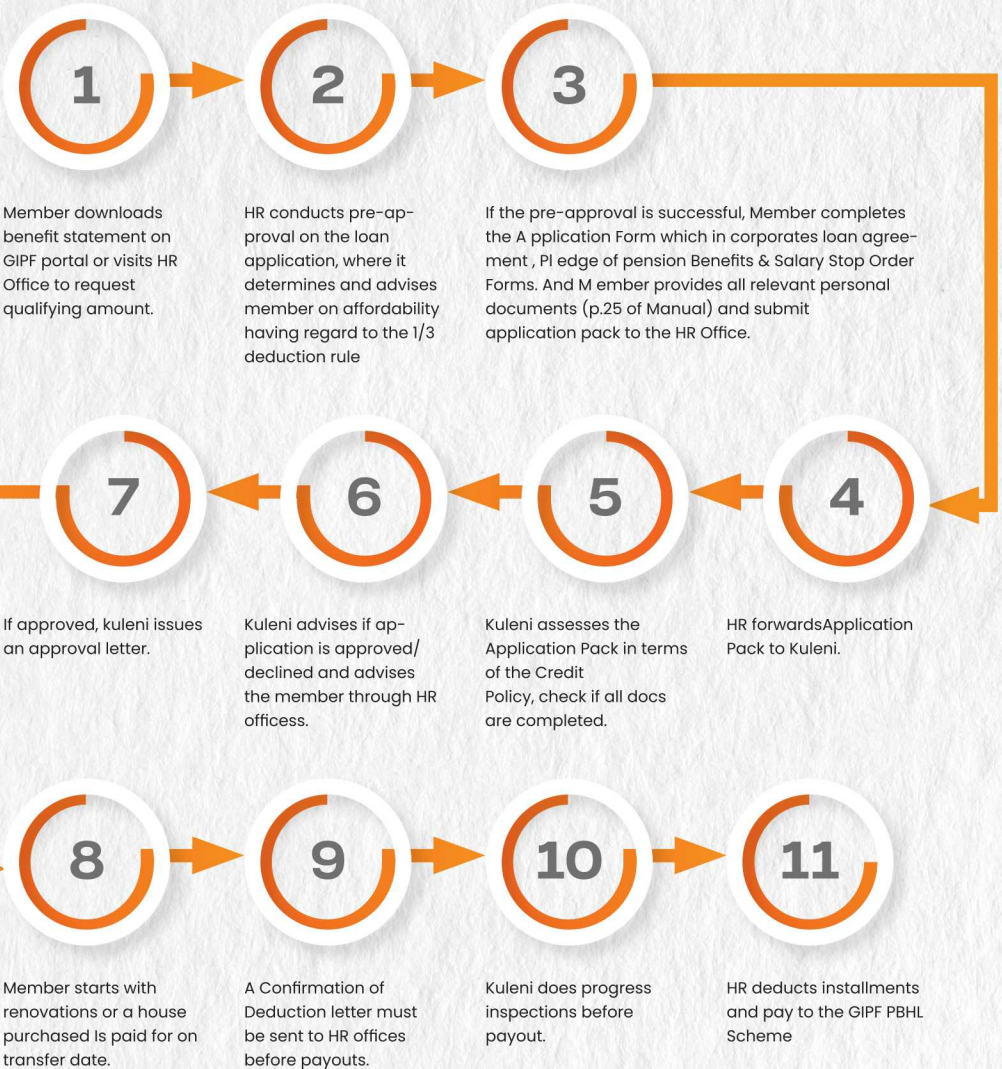 1
Member downloads
benefit statement on
GIPF portal or visits HR
Office to request
qualifying amount.
2
HR conducts pre-ap-
proval on the loan
application, where it
determines and advises
member on affordability
having regard to the 1/3
deduction rule
3
If the pre-approval is successful, Member completes
the A pplication Form which in corporates loan agree-
ment , Pl edge of pension Benefits & Salary Stop Order
Forms. And M ember provides all relevant personal
documents (p.25 of Manual) and submit
application pack to the HR Office.
4
HR forwardsApplication
Pack to Kuleni.
5
Kuleni assesses the
Application Pack in terms
of the Credit
Policy, check if all docs
are completed.
6
Kuleni advises if ap-
plication is approved/
declined and advises
the member through HR
officess.
7
If approved, kuleni issues
an approval letter.
8
Member starts with
renovations or a house
purchased Is paid for on
transfer date.
9
A Confirmation of
Deduction letter must
be sent to HR offices
before payouts.
10
Kuleni does progress
inspections before
payout.
11
HR deducts installments
and pay to the GIPF PBHL
Scheme